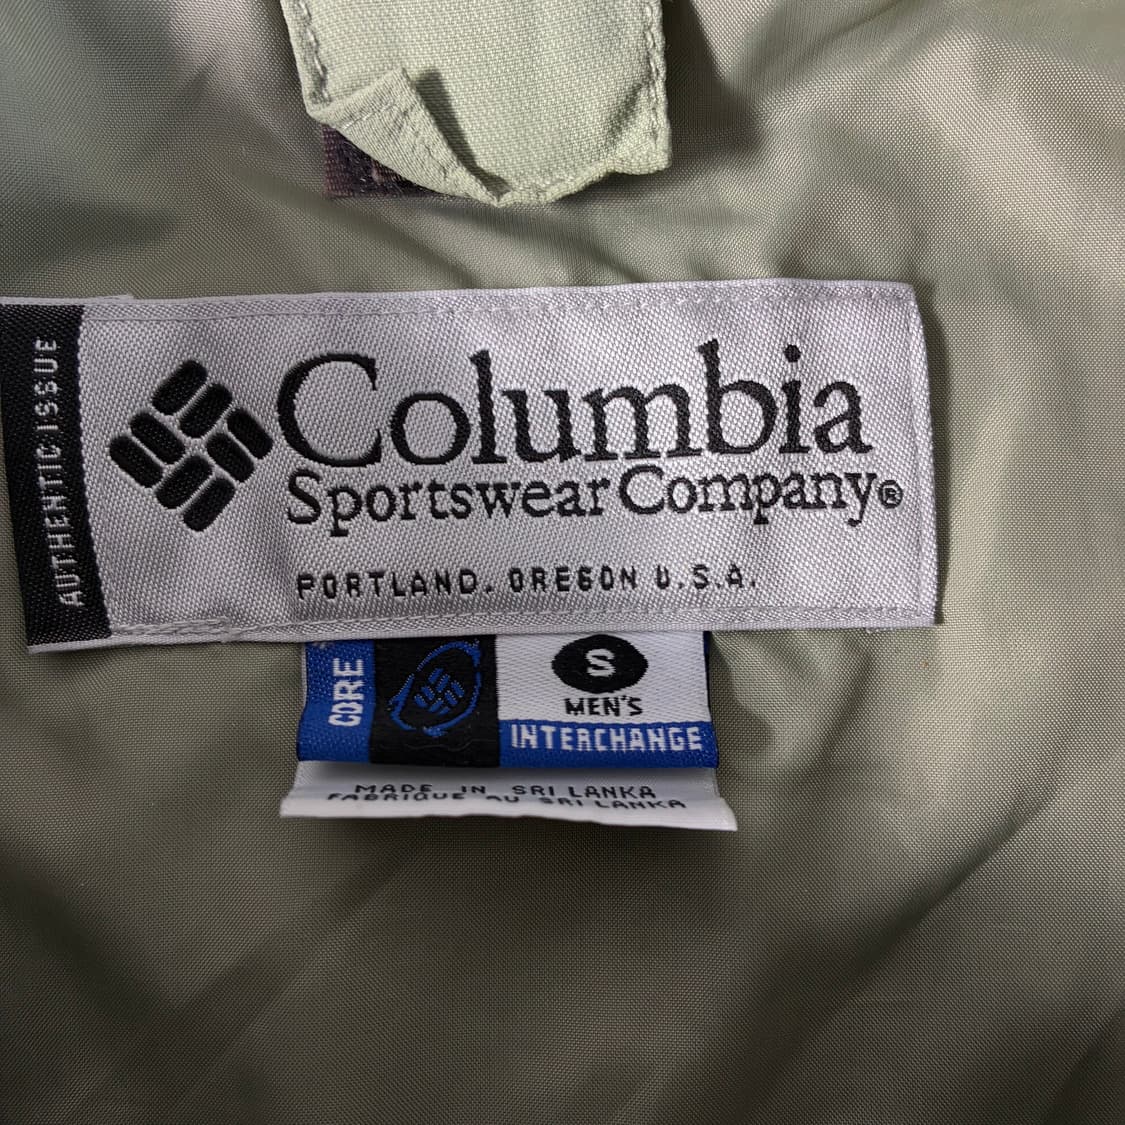 AUTHENTIC ISSUE
Columbia
Sportswear Company®
PORTLAND, OREGON U.S.A.
CORE
S
MEN'S
INTERCHANGE
MADE IN SRI LANKA
FABRIQUE AU SRI LANKA